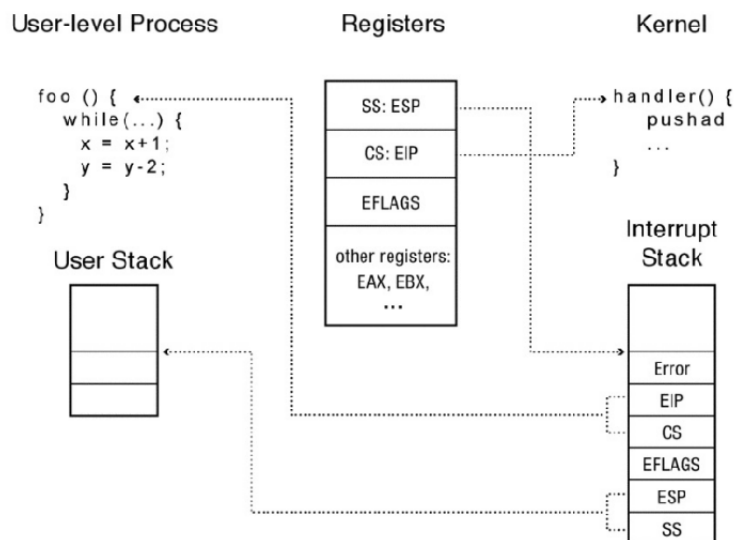 User-level Process
Registers
Kernel
foo () {
while(...) {
x = x+1;
y = y-2;
}
}
SS: ESP
CS: EIP
EFLAGS
other registers:
EAX, EBX,
...
handler() {
pushad
...
}
User Stack
Interrupt
Stack
Error
EIP
CS
EFLAGS
ESP
SS